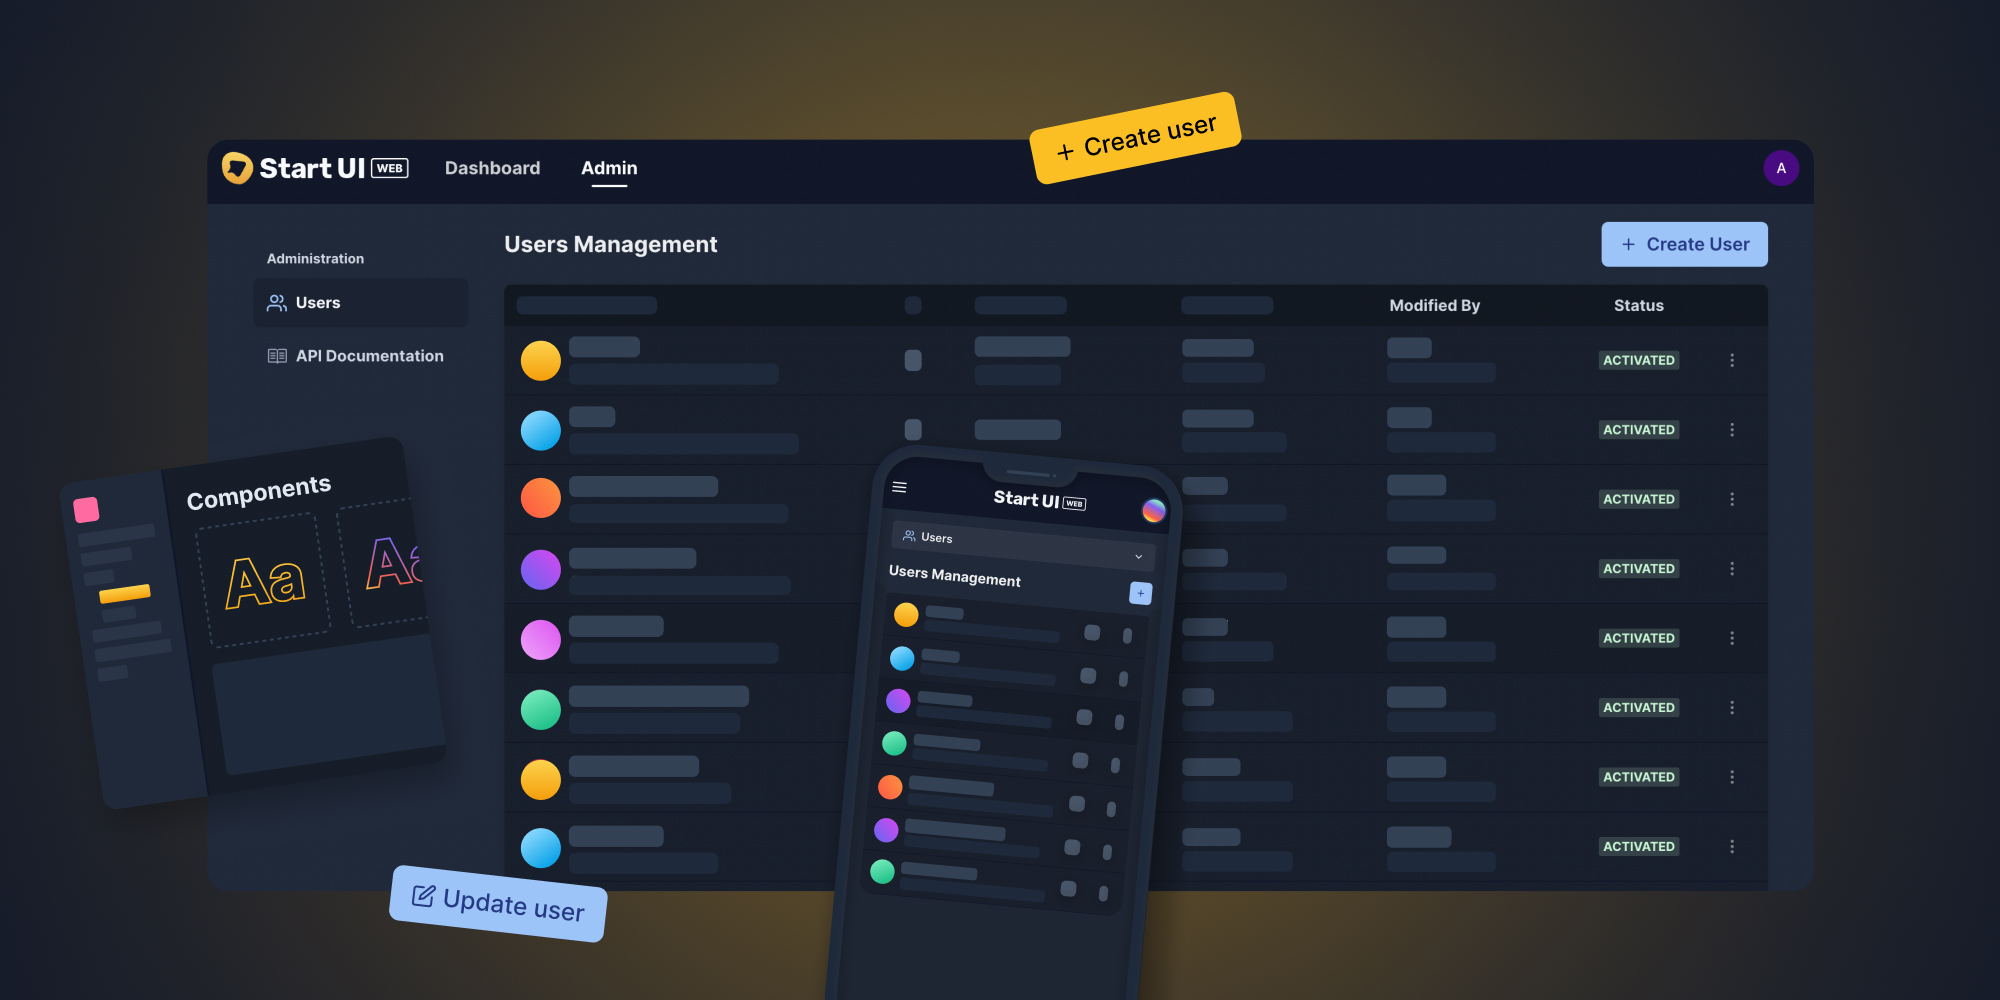 + Create user
Start UI WEB
Dashboard
Admin
A
Administration
Users
API Documentation
Users Management
+ Create User
Modified By
Status
ACTIVATED
ACTIVATED
ACTIVATED
ACTIVATED
ACTIVATED
ACTIVATED
ACTIVATED
ACTIVATED
Components
Aa
Aa
Start UI WEB
Users
Users Management
+
Update user